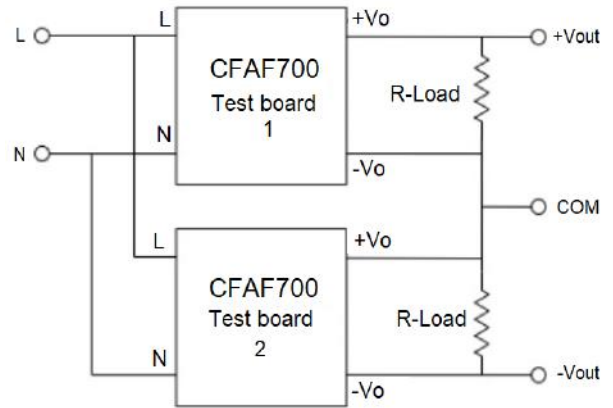 L
L
+Vo
+Vout
CFAF700
Test board
1
R-Load
N
N
-Vo
COM
L
+Vo
CFAF700
Test board
2
R-Load
N
-Vo
-Vout